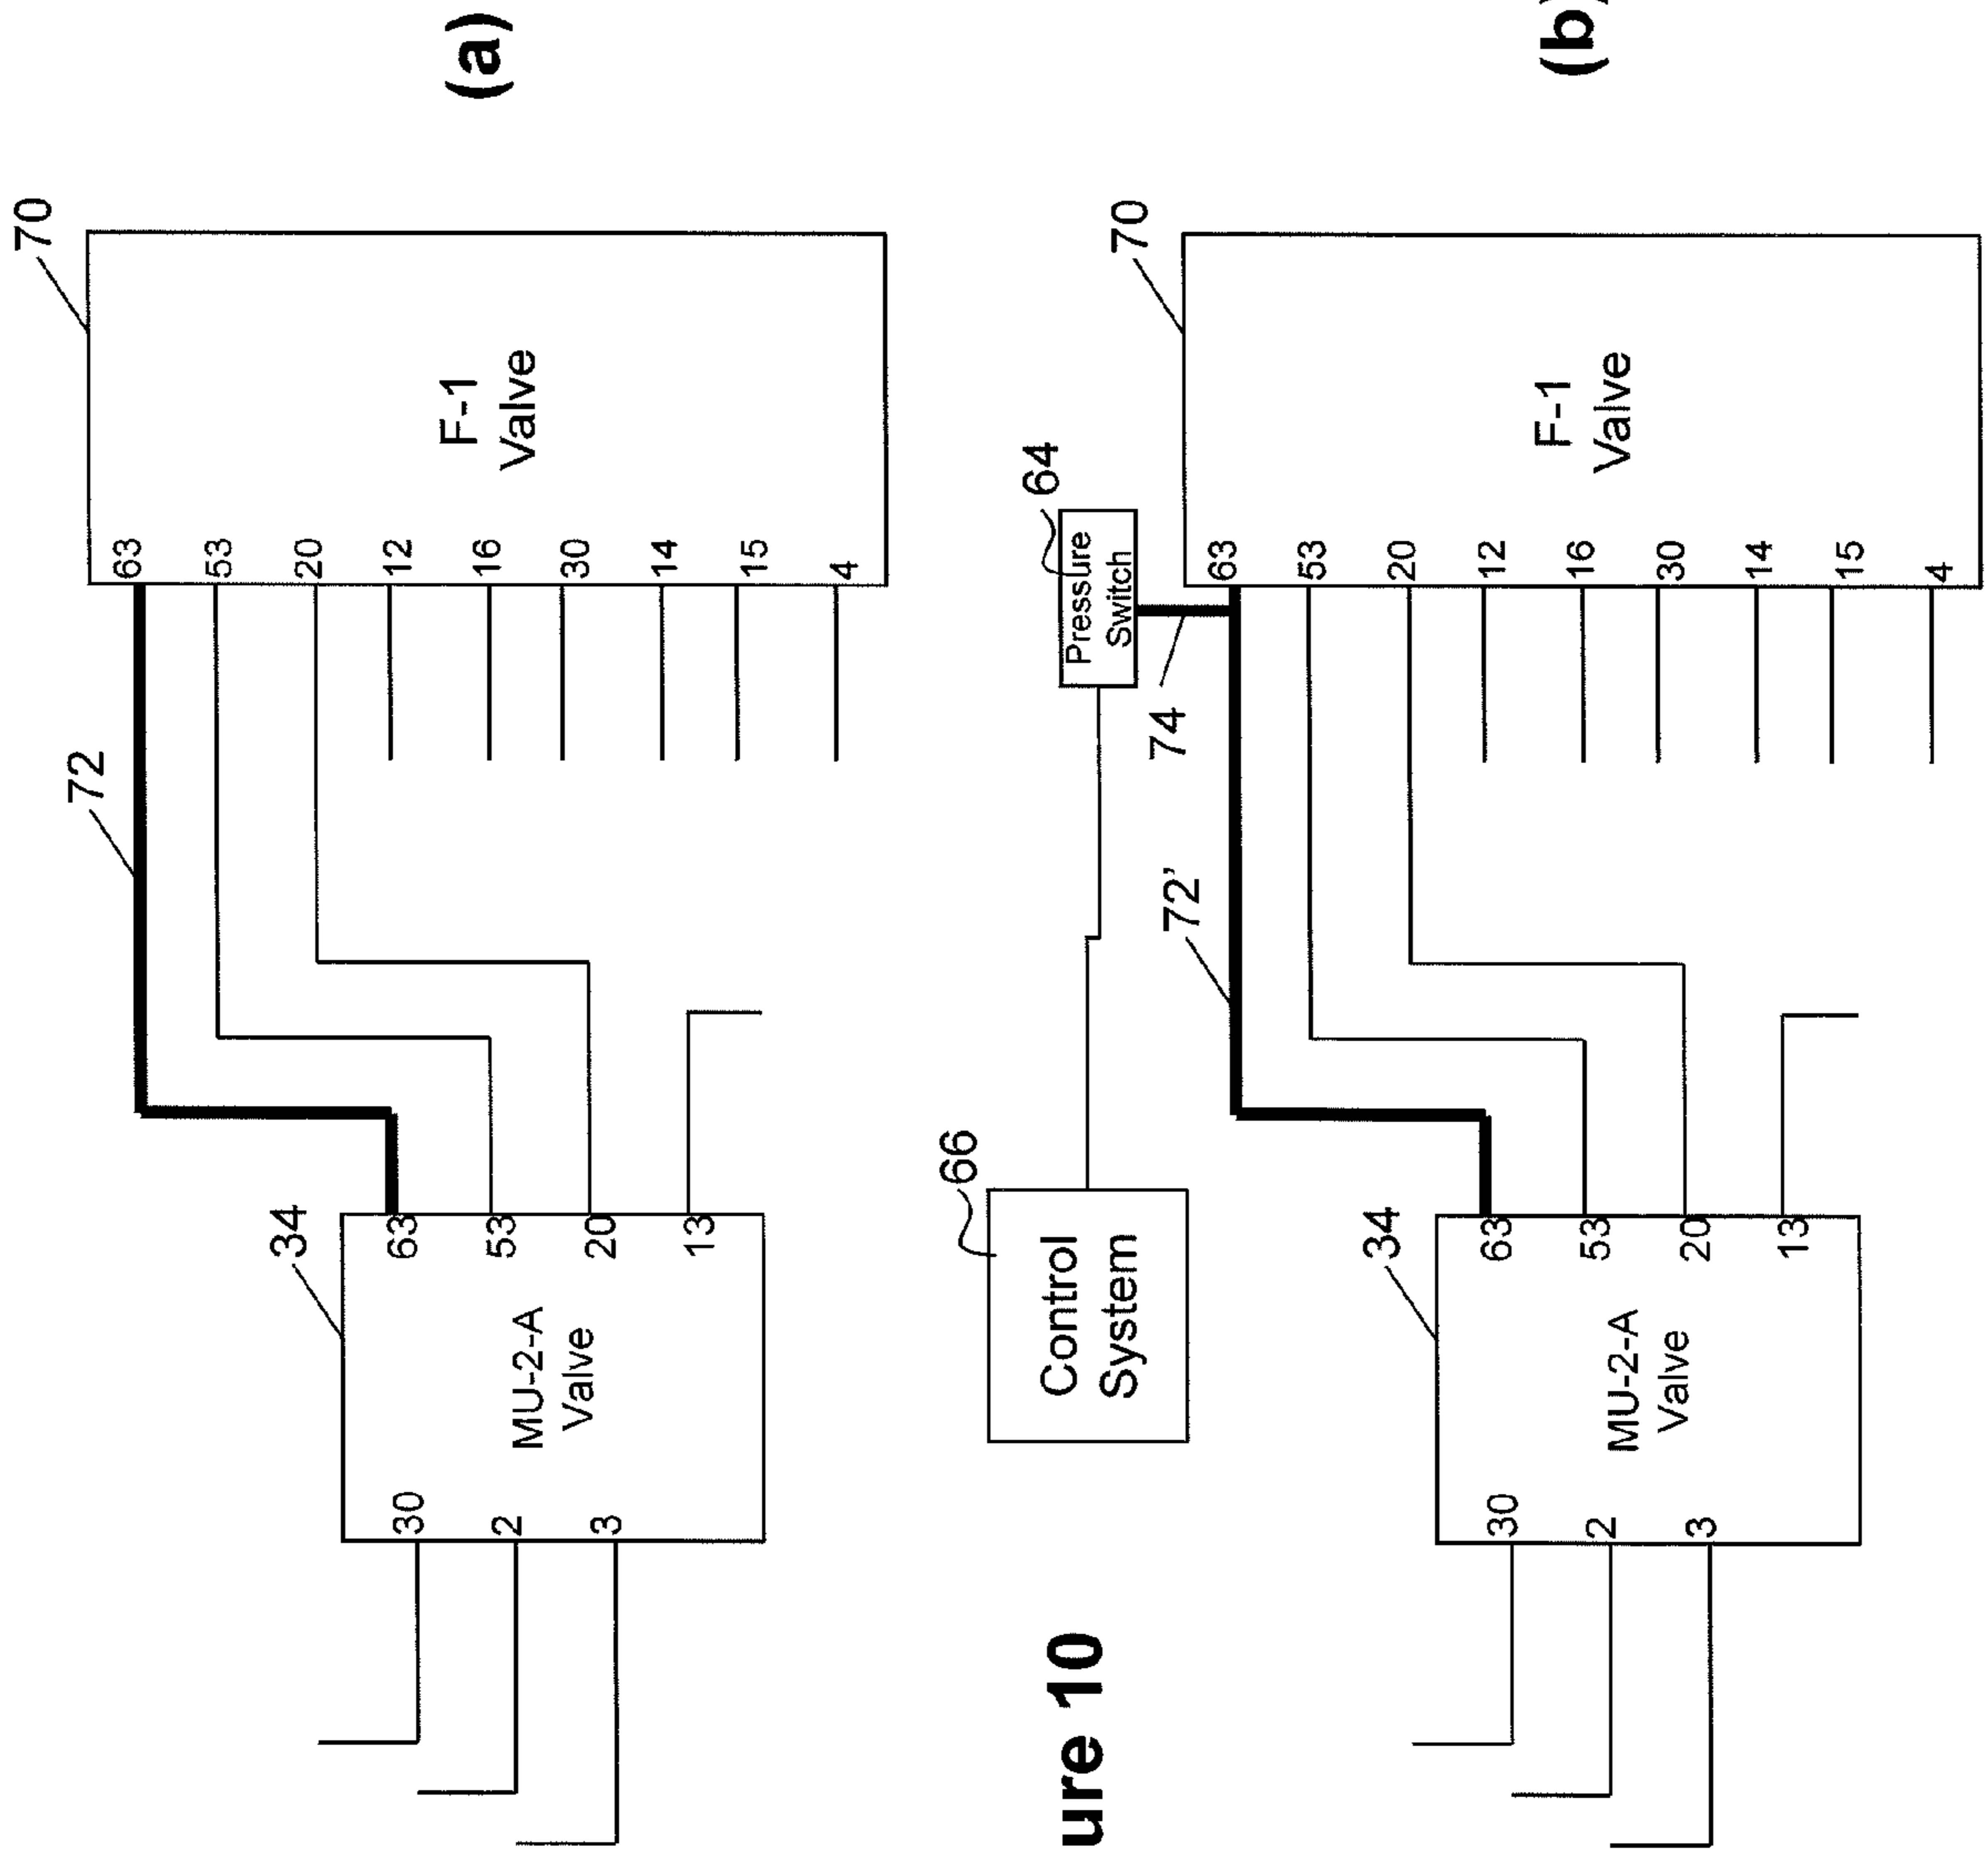 70
72
63
34
53
30
63
20
(a)
2
MU-2-A
Valve
53
12
F-1
Valve
3
20
16
13
30
14
15
4
66
64
ure 10
Control
System
Pressure
Switch
70
74
72'
63
34
53
30
63
20
(b)
2
MU-2-A
Valve
53
12
F-1
Valve
3
20
16
13
30
14
15
4